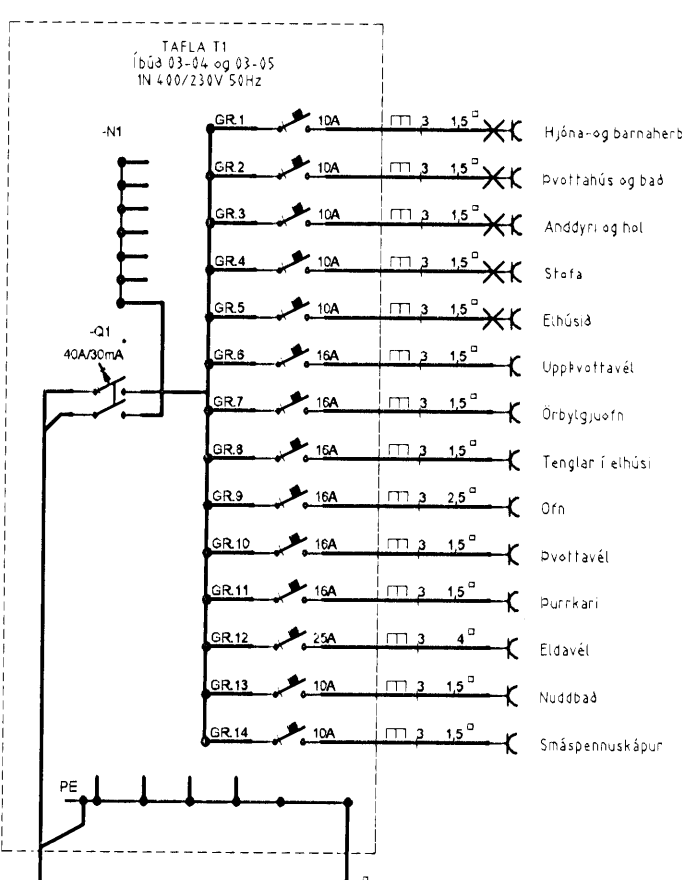 TAFLA T1
Íbúð 03-04 og 03-05
1N 400/230V 50Hz
-N1
-Q1
40A/30mA
GR.1 10A 3 1,5 □ Hjóna-og barnaherb
GR.2 10A 3 1,5 □ Þvottahús og bað
GR.3 10A 3 1,5 □ Anddyri og hol
GR.4 10A 3 1,5 □ Stofa
GR.5 10A 3 1,5 □ Elhúsið
GR.6 16A 3 1,5 □ Uppþvottavél
GR.7 16A 3 1,5 □ Örbylgjuofn
GR.8 16A 3 1,5 □ Tenglar í elhúsi
GR.9 16A 3 2,5 □ Ofn
GR.10 16A 3 1,5 □ Þvottavél
GR.11 16A 3 1,5 □ Þurrkari
GR.12 25A 3 4 □ Eldavél
GR.13 10A 3 1,5 □ Nuddbað
GR.14 10A 3 1,5 □ Smáspennuskápur
PE